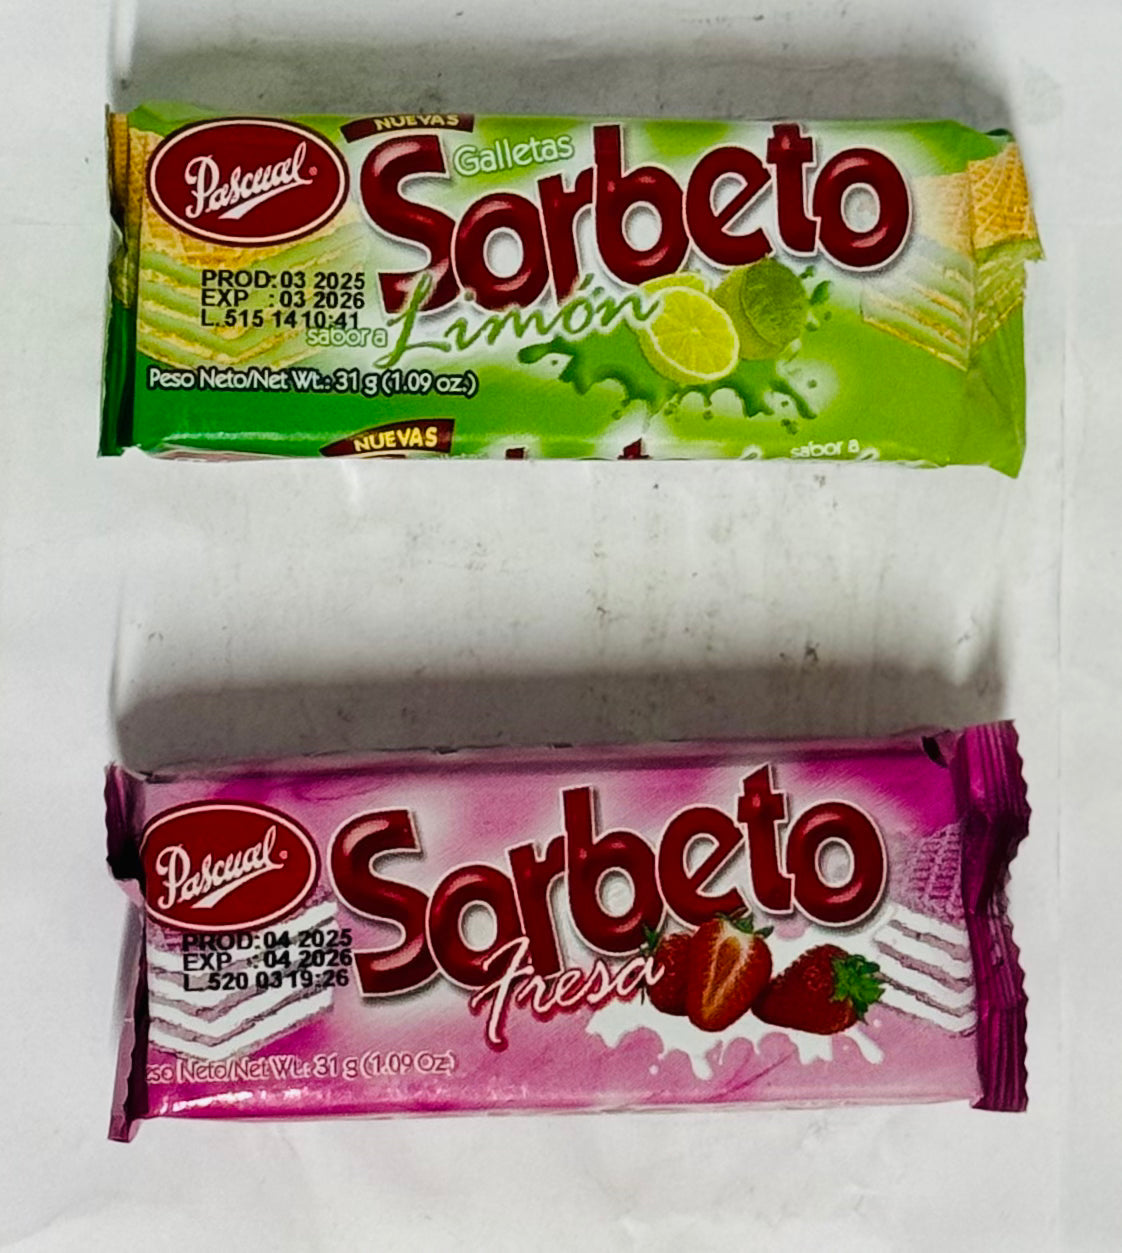 NUEVAS
Pascual
Galletas
Sorbeto
PROD: 03 2025
EXP : 03 2026
L. 515 14 10:41
sabor a
Limón
Peso Neto/Net Wt.: 31 g (1.09 oz.)
NUEVAS
sabor a
Pascual
Sorbeto
Fresa
PROD: 04 2025
EXP : 04 2026
L. 520 03 19:26
so Neto/Net Wt.: 31 g (1.09 Oz)